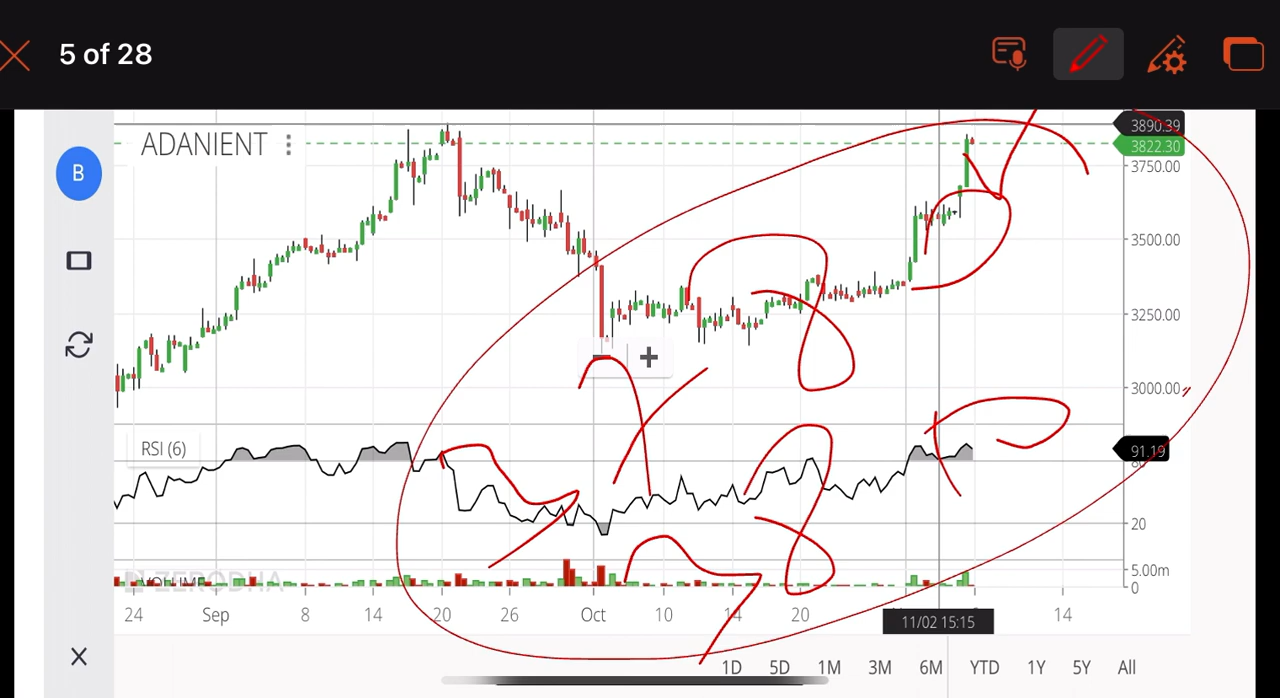 5 of 28
ADANIENT
B
3890.39
3822.30
3750.00
3500.00
3250.00
3000.00
RSI (6)
91.19
20
VOLUME
ZERODHA
5.00m
0
24 Sep 8 14 20 26 Oct 10 14 20 14
11/02 15:15
1D 5D 1M 3M 6M YTD 1Y 5Y All